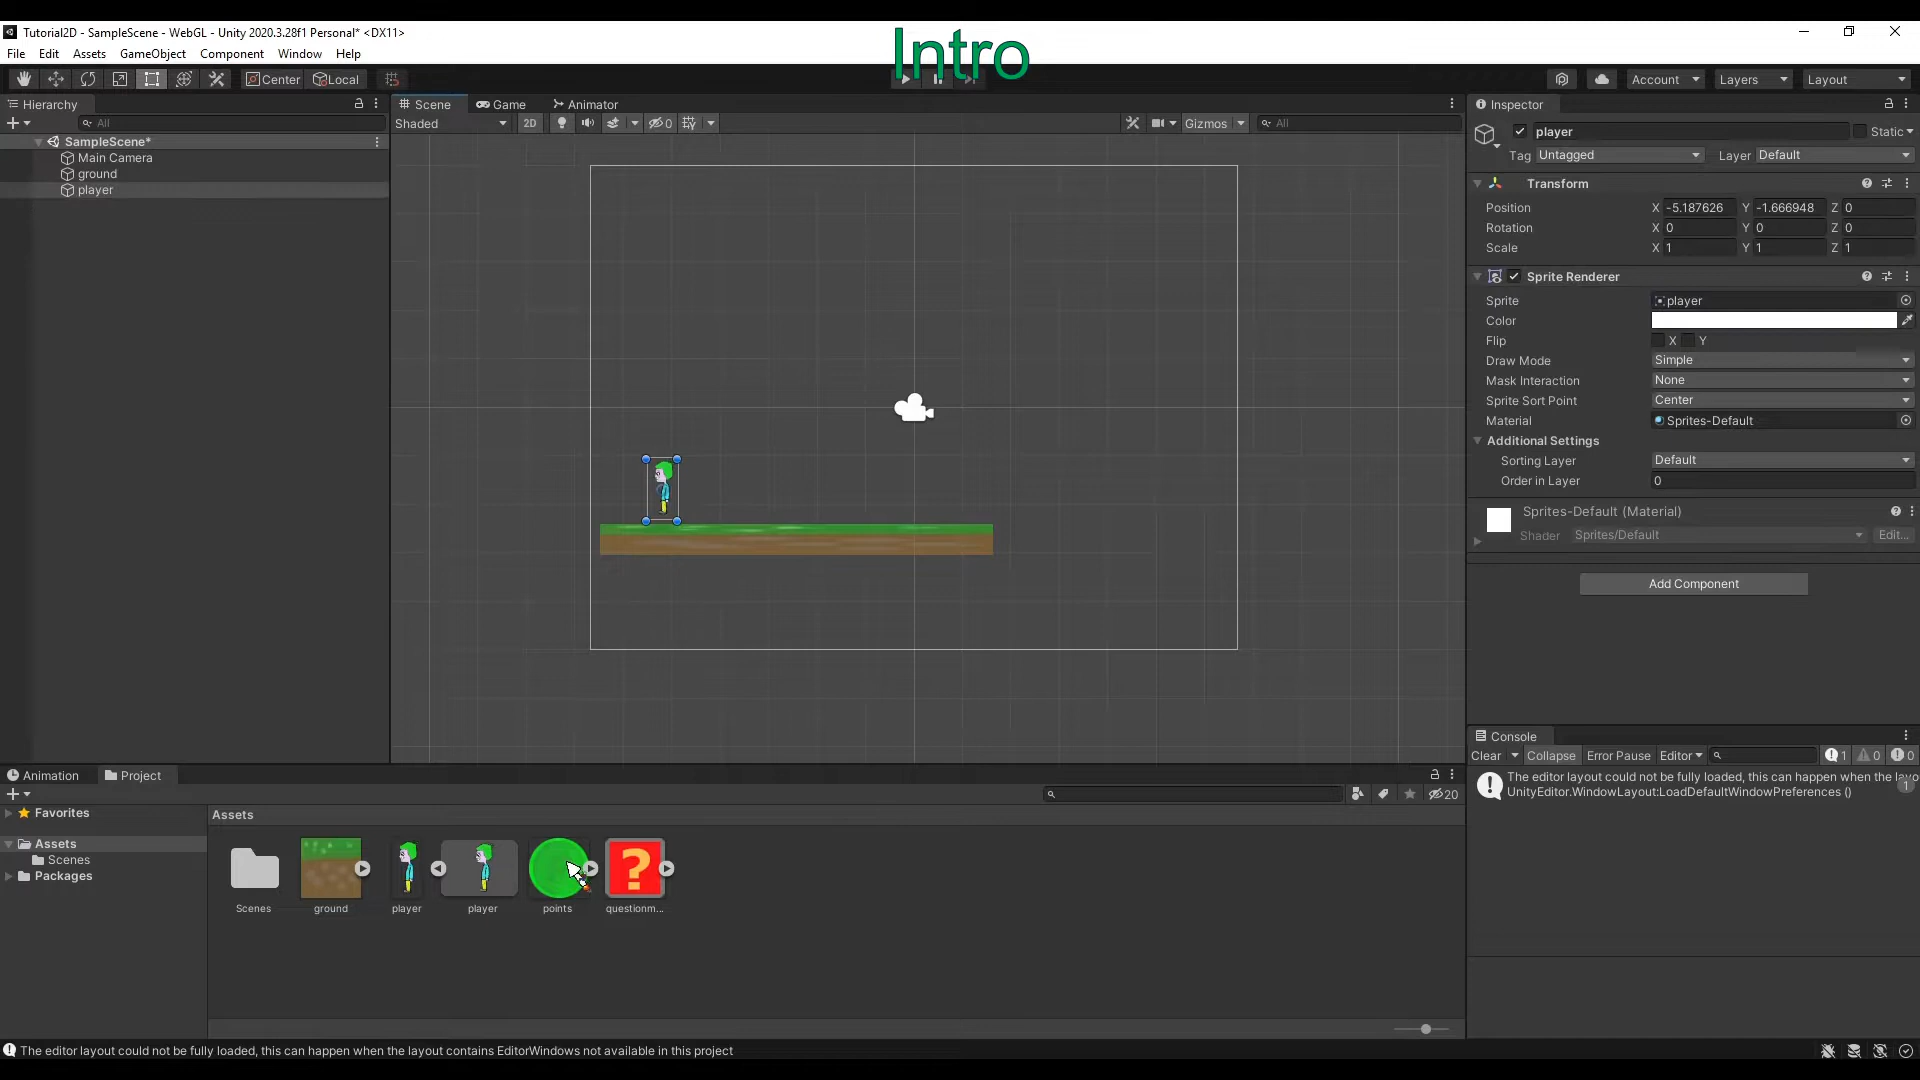 Tutorial2D - SampleScene - WebGL - Unity 2020.3.28f1 Personal* <DX11>
Intro
File Edit Assets GameObject Component Window Help
Center Local
Account Layers Layout
Hierarchy
All
SampleScene*
Main Camera
ground
player
Scene Game Animator
Shaded 2D 0 Gizmos All
Inspector
player Static
Tag Untagged Layer Default
Transform
Position X -5.187626 Y -1.666948 Z 0
Rotation X 0 Y 0 Z 0
Scale X 1 Y 1 Z 1
Sprite Renderer
Sprite player
Color
Flip X Y
Draw Mode Simple
Mask Interaction None
Sprite Sort Point Center
Material Sprites-Default
Additional Settings
Sorting Layer Default
Order in Layer 0
Sprites-Default (Material)
Shader Sprites/Default Edit...
Add Component
Console
Clear Collapse Error Pause Editor 1 0 0
The editor layout could not be fully loaded, this can happen when the layo
UnityEditor.WindowLayout:LoadDefaultWindowPreferences ()
1
Animation Project
20
Favorites
Assets
Scenes
Packages
Assets
?
Scenes ground player player points questionm...
The editor layout could not be fully loaded, this can happen when the layout contains EditorWindows not available in this project